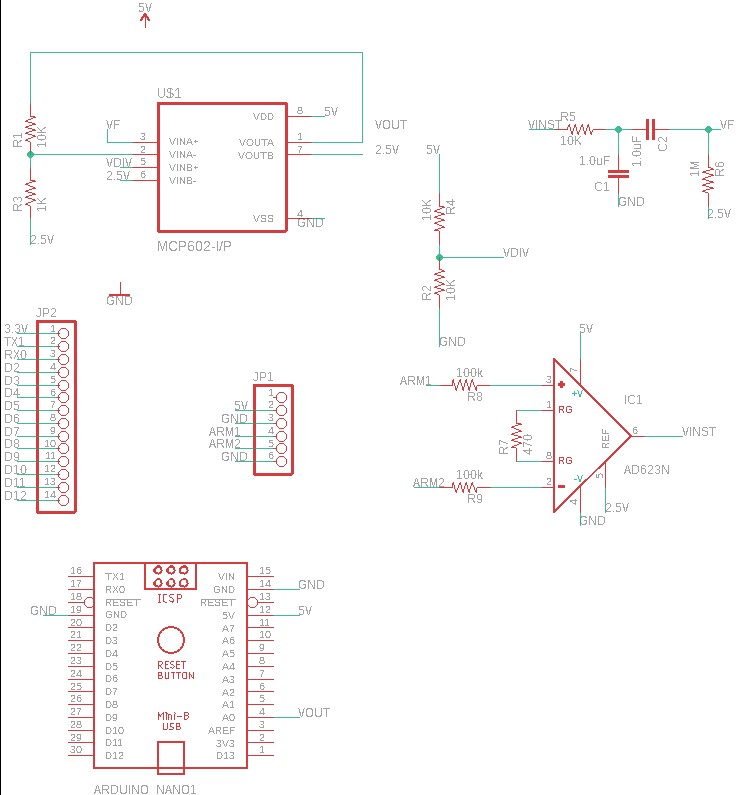 5V
U$1
VDD 8 5V
VF
3 VINA+ VOUTA 1 VOUT
2 VINA- VOUTB 7 2.5V
VDIV 5 VINB+
2.5V 6 VINB-
VSS 4 GND
MCP602-I/P
R1 10K
R3 1K
2.5V
GND
5V
10K R4
VDIV
R2 10K
GND
VINST R5 10K
1.0uF C1
GND
1.0uF C2
VF
1M R6
2.5V
JP2
3.3V 1
TX1 2
RX0 3
D2 4
D3 5
D4 6
D5 7
D6 8
D7 9
D8 10
D9 11
D10 12
D11 13
D12 14
JP1
1
5V 2
GND 3
ARM1 4
ARM2 5
GND 6
5V
7
+V
ARM1 100k R8 3 +
1 RG
R7 470
8 RG
ARM2 100k R9 2 -
-V
4
GND
REF
5
2.5V
6 VINST
IC1
AD623N
16 TX1 VIN 15
17 RX0 GND 14 GND
18 RESET RESET 13
GND 19 GND 5V 12 5V
20 D2 A7 11
21 D3 A6 10
22 D4 A5 9
23 D5 A4 8
24 D6 A3 7
25 D7 A2 6
26 D8 A1 5
27 D9 A0 4 VOUT
28 D10 AREF 3
29 D11 3V3 2
30 D12 D13 1
ICSP
RESET
BUTTON
Mini-B
USB
ARDUINO_NANO1